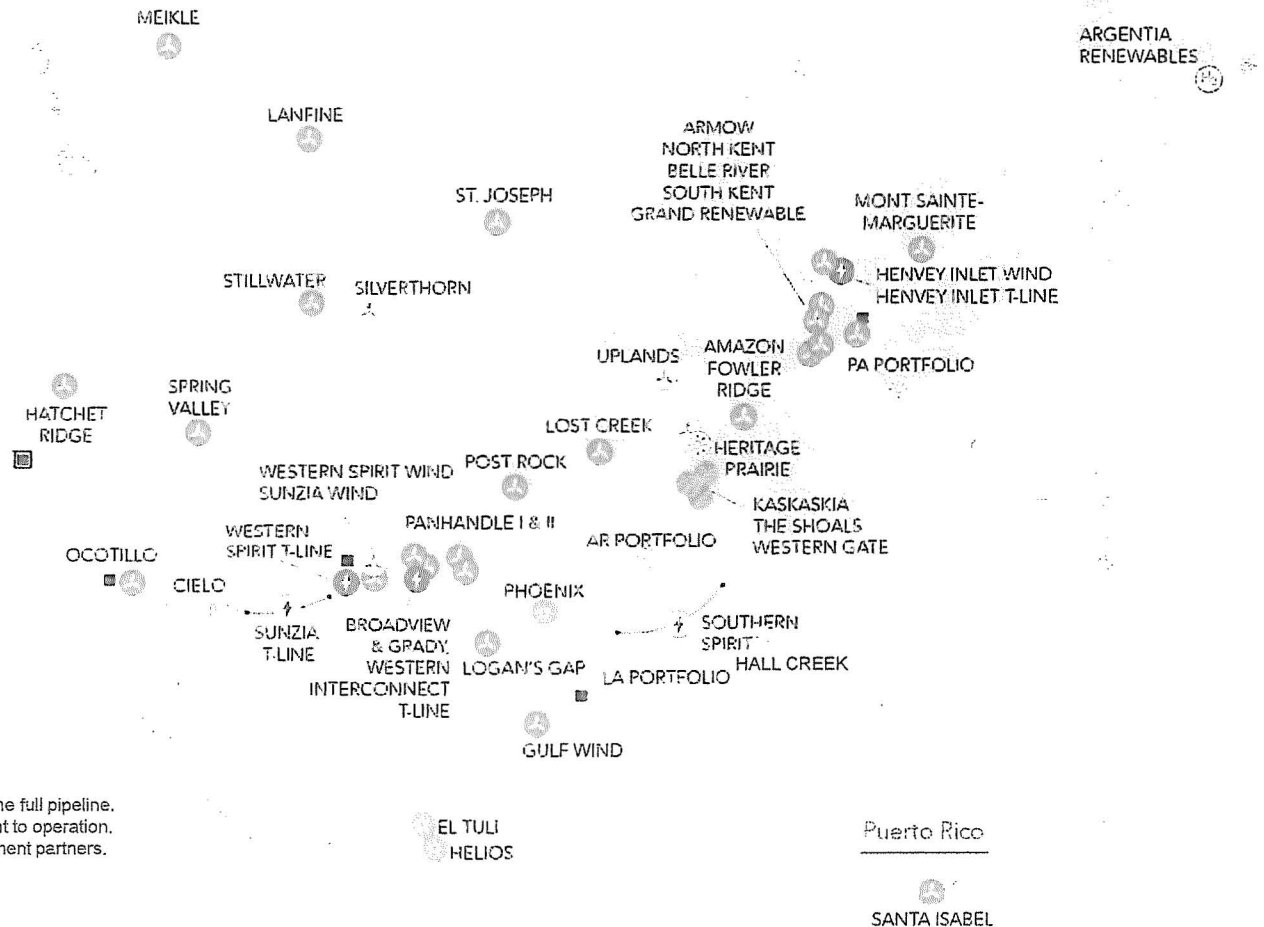 MEIKLE
ARGENTIA
RENEWABLES
H2
LANFINE
ARMOW
NORTH KENT
BELLE RIVER
SOUTH KENT
GRAND RENEWABLE
ST. JOSEPH
MONT SAINTE-
MARGUERITE
STILLWATER
SILVERTHORN
HENVEY INLET WIND
HENVEY INLET T-LINE
UPLANDS
AMAZON
FOWLER
RIDGE
PA PORTFOLIO
HATCHET
RIDGE
SPRING
VALLEY
LOST CREEK
HERITAGE
PRAIRIE
WESTERN SPIRIT WIND
SUNZIA WIND
POST ROCK
KASKASKIA
THE SHOALS
WESTERN GATE
WESTERN
SPIRIT T-LINE
PANHANDLE I & II
AR PORTFOLIO
OCOTILLO
CIELO
PHOENIX
SUNZIA
T-LINE
BROADVIEW
& GRADY,
WESTERN
INTERCONNECT
T-LINE
LOGAN'S GAP
SOUTHERN
SPIRIT
HALL CREEK
LA PORTFOLIO
GULF WIND
ne full pipeline.
nt to operation.
ment partners.
EL TULI
HELIOS
Puerto Rico
SANTA ISABEL